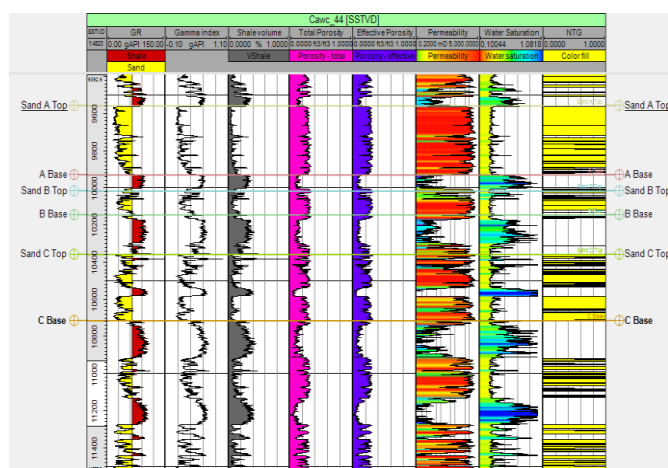 Cawc_44 [SSTVD]
SSTVD GR Gamma index Shale volume Total Porosity Effective Porosity Permeability Water Saturation NTG
0.00 gAPI 150.00 -0.10 gAPI 1.10 0.0000 % 1.0000 0.0000 ft3/ft3 1.0000 0.0000 ft3/ft3 1.0000 0.2000 mD 5,000.0000 0.10044 1.0818 0.0000 1.0000
Shale VShale Porosity - total Porosity - effective Permeability Water saturation Color fill
Sand
Sand A Top Sand A Top
9600
9800
A Base A Base
10000
Sand B Top Sand B Top
B Base B Base
10200
Sand C Top Sand C Top
10400
10600
C Base C Base
10800
11000
11200
11400